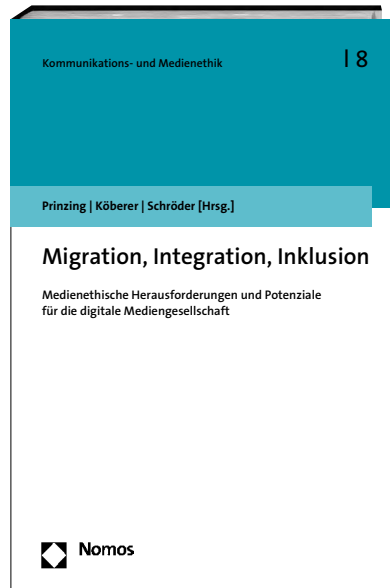 Kommunikations- und Medienethik
| 8
Prinzing | Köberer | Schröder [Hrsg.]
Migration, Integration, Inklusion
Medienethische Herausforderungen und Potenziale
für die digitale Mediengesellschaft
Nomos